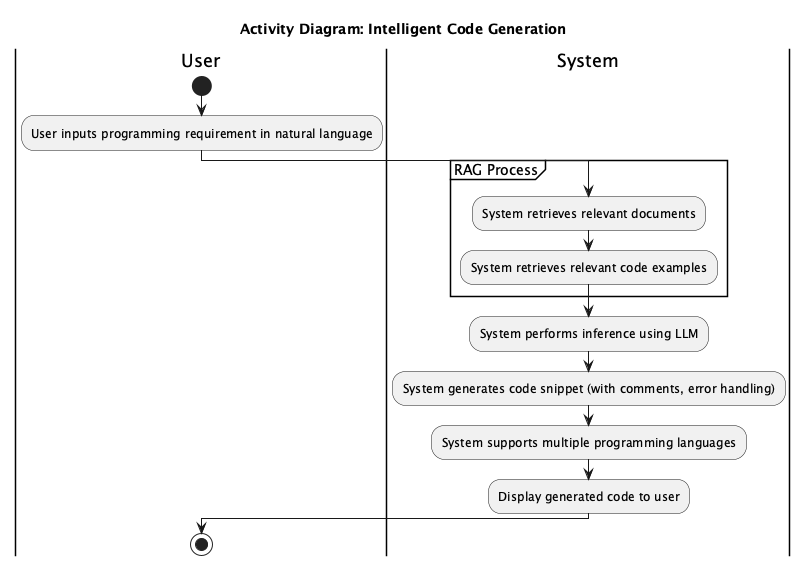 Activity Diagram: Intelligent Code Generation
User
System
User inputs programming requirement in natural language
RAG Process
System retrieves relevant documents
System retrieves relevant code examples
System performs inference using LLM
System generates code snippet (with comments, error handling)
System supports multiple programming languages
Display generated code to user